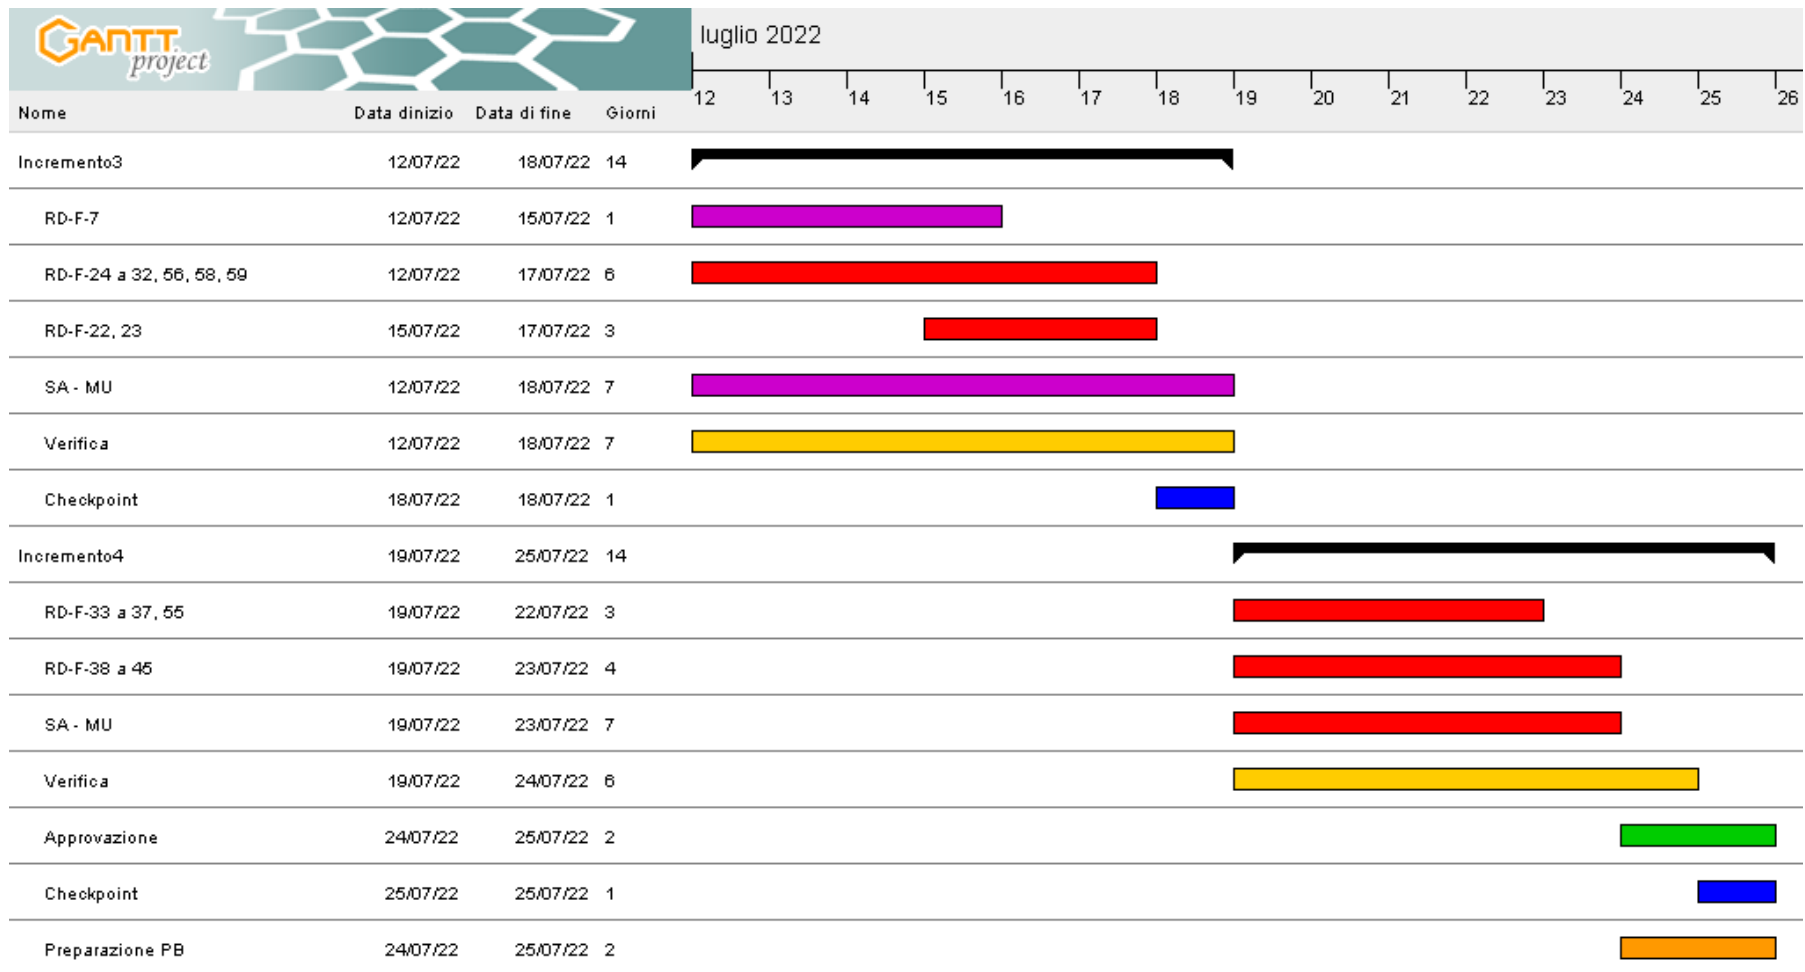 GANTT project
luglio 2022
12 13 14 15 16 17 18 19 20 21 22 23 24 25 26
Nome Data dinizio Data di fine Giorni
Incremento3 12/07/22 18/07/22 14
RD-F-7 12/07/22 15/07/22 1
RD-F-24 a 32, 56, 58, 59 12/07/22 17/07/22 6
RD-F-22, 23 15/07/22 17/07/22 3
SA - MU 12/07/22 18/07/22 7
Verifica 12/07/22 18/07/22 7
Checkpoint 18/07/22 18/07/22 1
Incremento4 19/07/22 25/07/22 14
RD-F-33 a 37, 55 19/07/22 22/07/22 3
RD-F-38 a 45 19/07/22 23/07/22 4
SA - MU 19/07/22 23/07/22 7
Verifica 19/07/22 24/07/22 6
Approvazione 24/07/22 25/07/22 2
Checkpoint 25/07/22 25/07/22 1
Preparazione PB 24/07/22 25/07/22 2